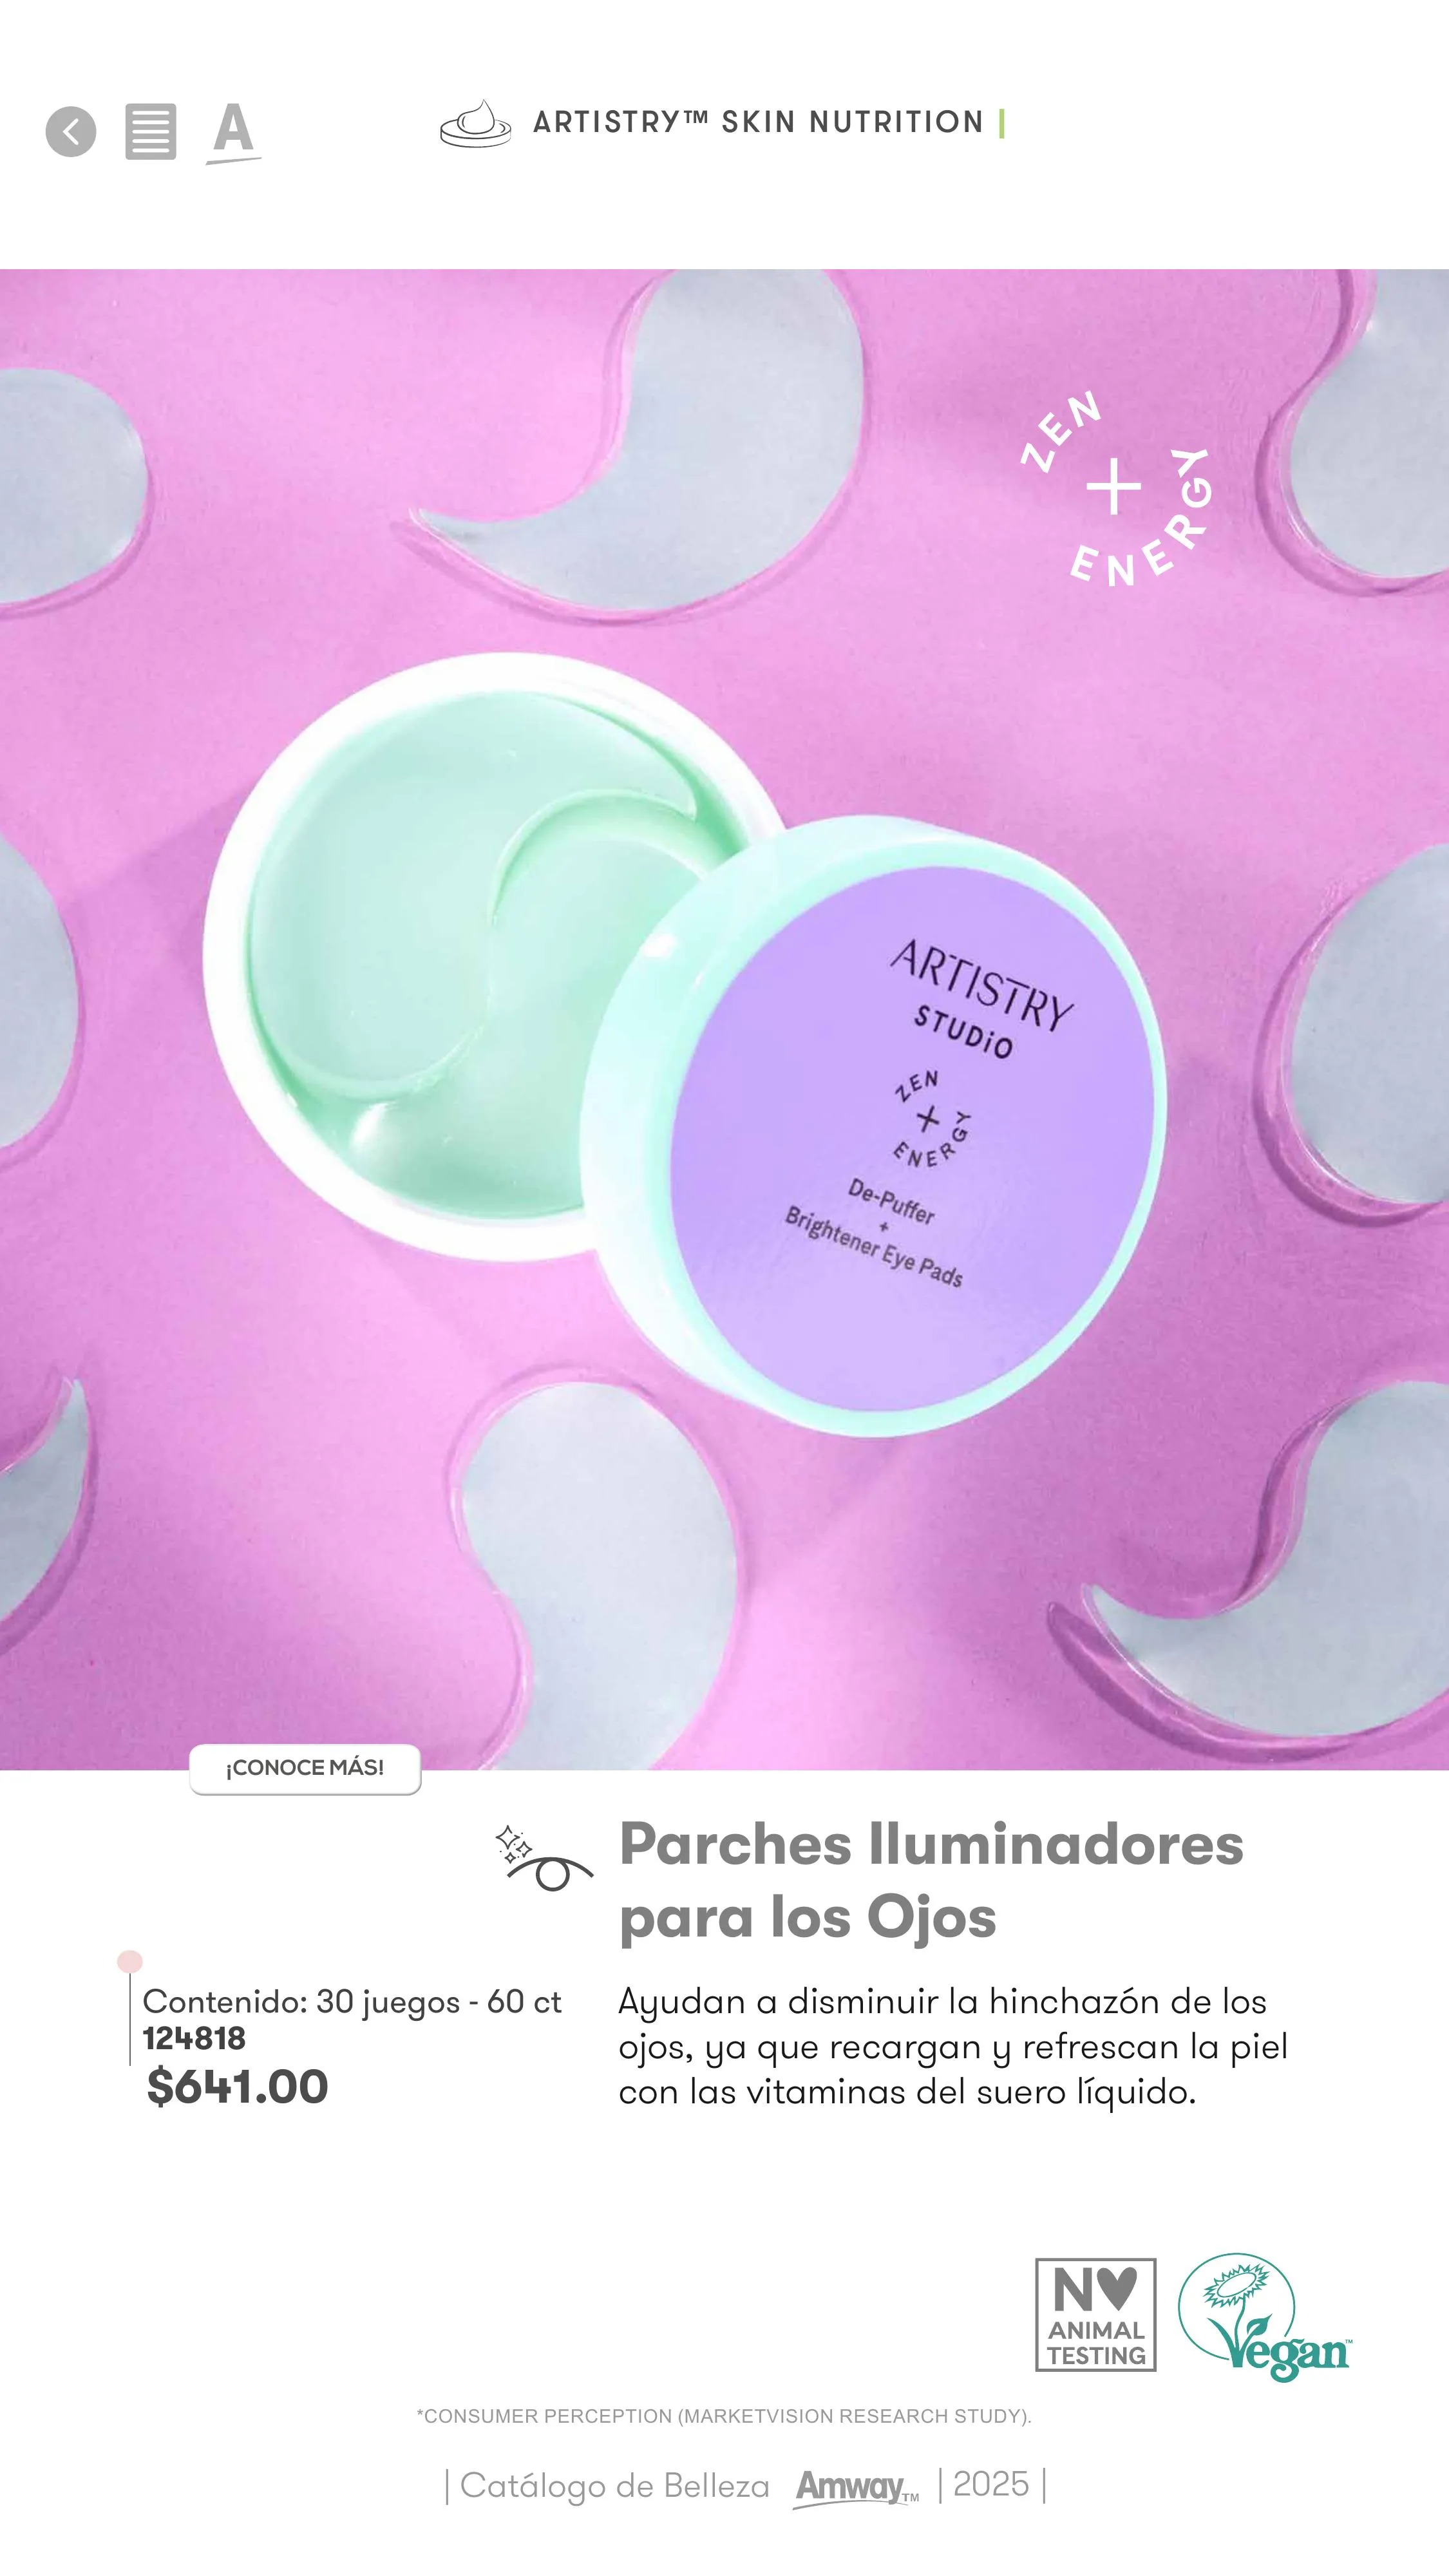 A
ARTISTRY™ SKIN NUTRITION
ZEN
+
ENERGY
ARTISTRY
STUDiO
ZEN
+
ENERGY
De-Puffer
+
Brightener Eye Pads
¡CONOCE MÁS!
Parches Iluminadores
para los Ojos
Contenido: 30 juegos - 60 ct
124818
$641.00
Ayudan a disminuir la hinchazón de los
ojos, ya que recargan y refrescan la piel
con las vitaminas del suero líquido.
N♥
ANIMAL
TESTING
Vegan™
*CONSUMER PERCEPTION (MARKETVISION RESEARCH STUDY).
| Catálogo de Belleza Amway™ | 2025 |